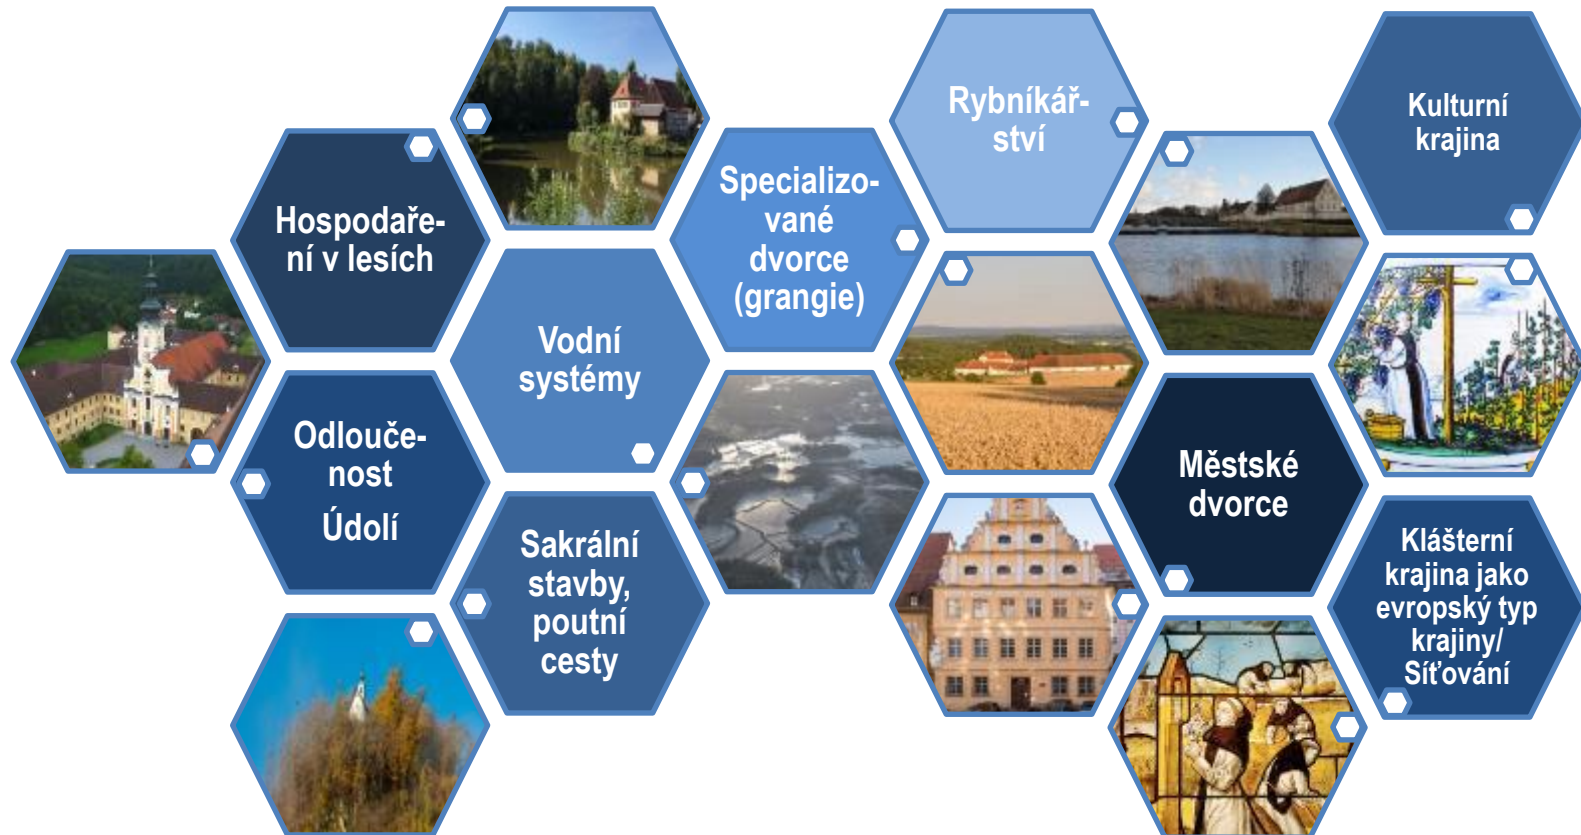 Hospodaře-
ní v lesích
Odlouče-
nost
Údolí
Vodní
systémy
Sakrální
stavby,
poutní
cesty
Specializo-
vané
dvorce
(grangie)
Rybníkář-
ství
Městské
dvorce
Kulturní
krajina
Klášterní
krajina jako
evropský typ
krajiny/
Síťování